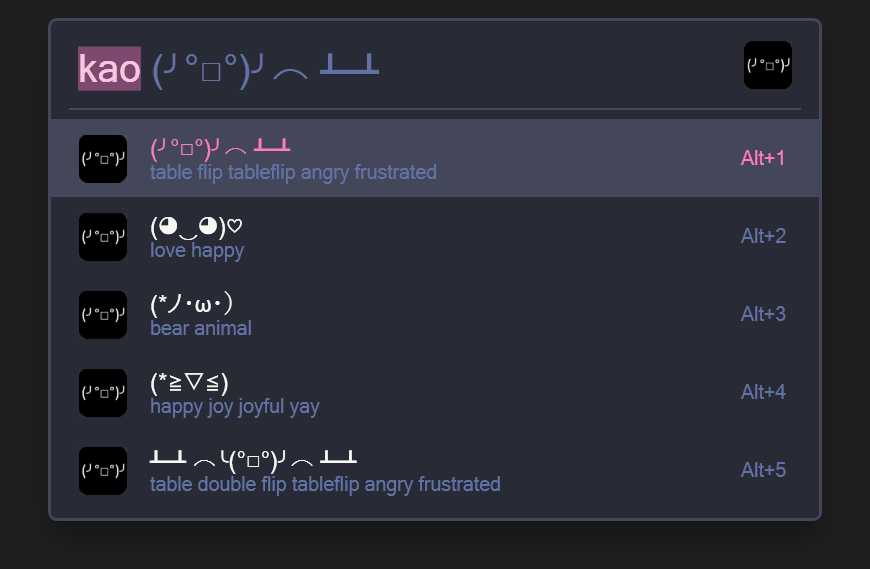 kao (╯°□°)╯︵ ┻━┻
(╯°□°)╯
(╯°□°)╯
(╯°□°)╯︵ ┻━┻
table flip tableflip angry frustrated
Alt+1
(╯°□°)╯
(◕‿◕)♡
love happy
Alt+2
(╯°□°)╯
(*ノ・ω・)
bear animal
Alt+3
(╯°□°)╯
(*≧▽≦)
happy joy joyful yay
Alt+4
(╯°□°)╯
┻━┻ ︵╰(°□°)╯︵ ┻━┻
table double flip tableflip angry frustrated
Alt+5